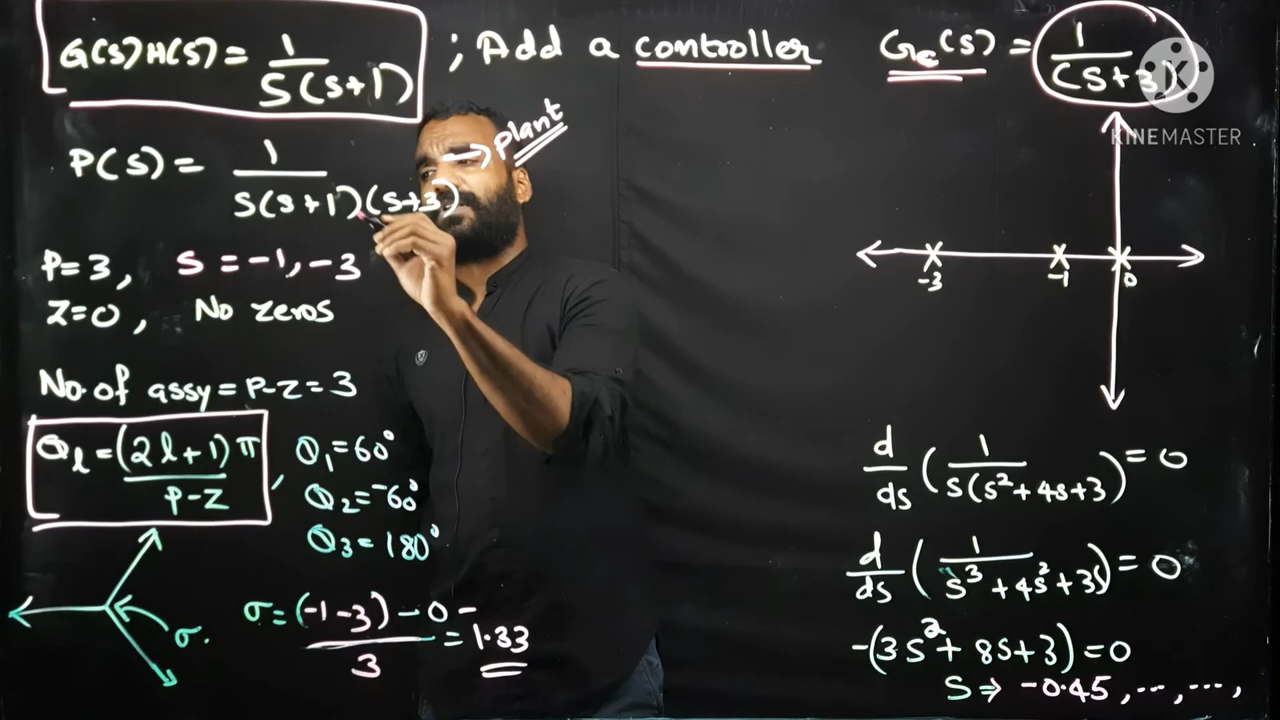 G(s)H(s) = 1/S(S+1) ; Add a controller Gc(s) = 1/(S+3)
KINEMASTER
P(s) = 1/S(S+1)(S+3) → plant
P=3, S = -1, -3
Z=0, No zeros
No. of assy = P-Z = 3
θl = (2l+1)π/P-Z, θ1 = 60°
θ2 = -60°
θ3 = 180°
σ.
σ = (-1-3)-0/3 = -1.33
-3 -1 0
d/ds (1/S(S²+4S+3)) = 0
d/ds (1/S³+4S²+3S) = 0
-(3S²+8S+3) = 0
S ⇒ -0.45, ..., ...,